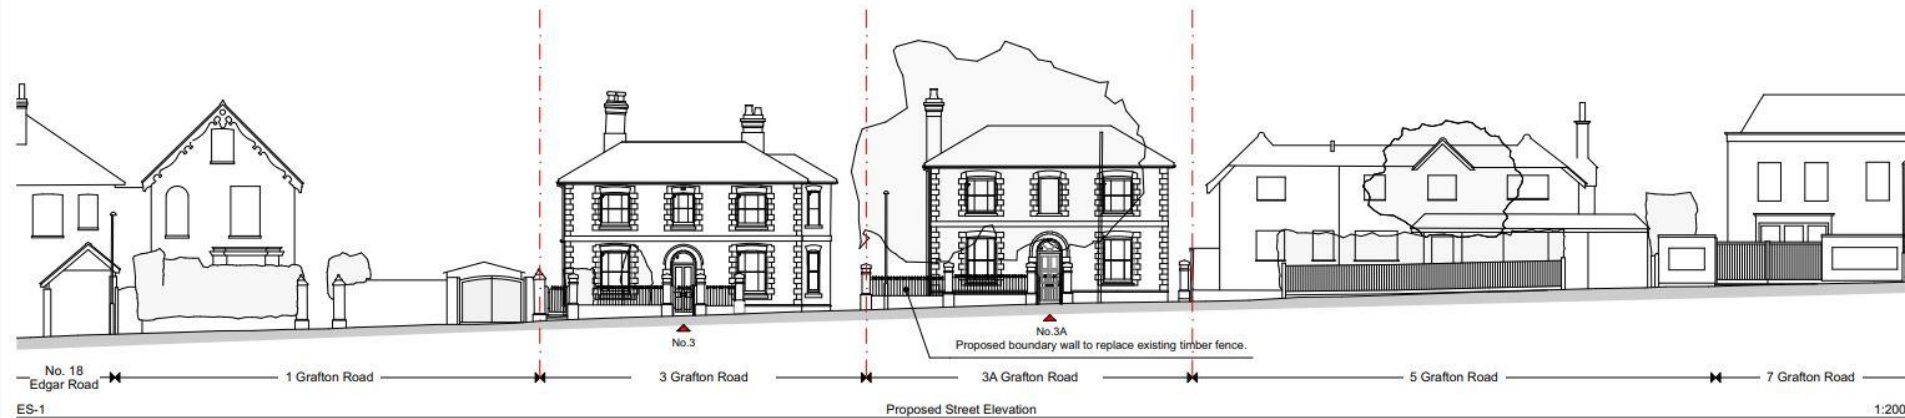 No.3
No.3A
Proposed boundary wall to replace existing timber fence.
No. 18
Edgar Road
1 Grafton Road
3 Grafton Road
3A Grafton Road
5 Grafton Road
7 Grafton Road
ES-1
Proposed Street Elevation
1:200